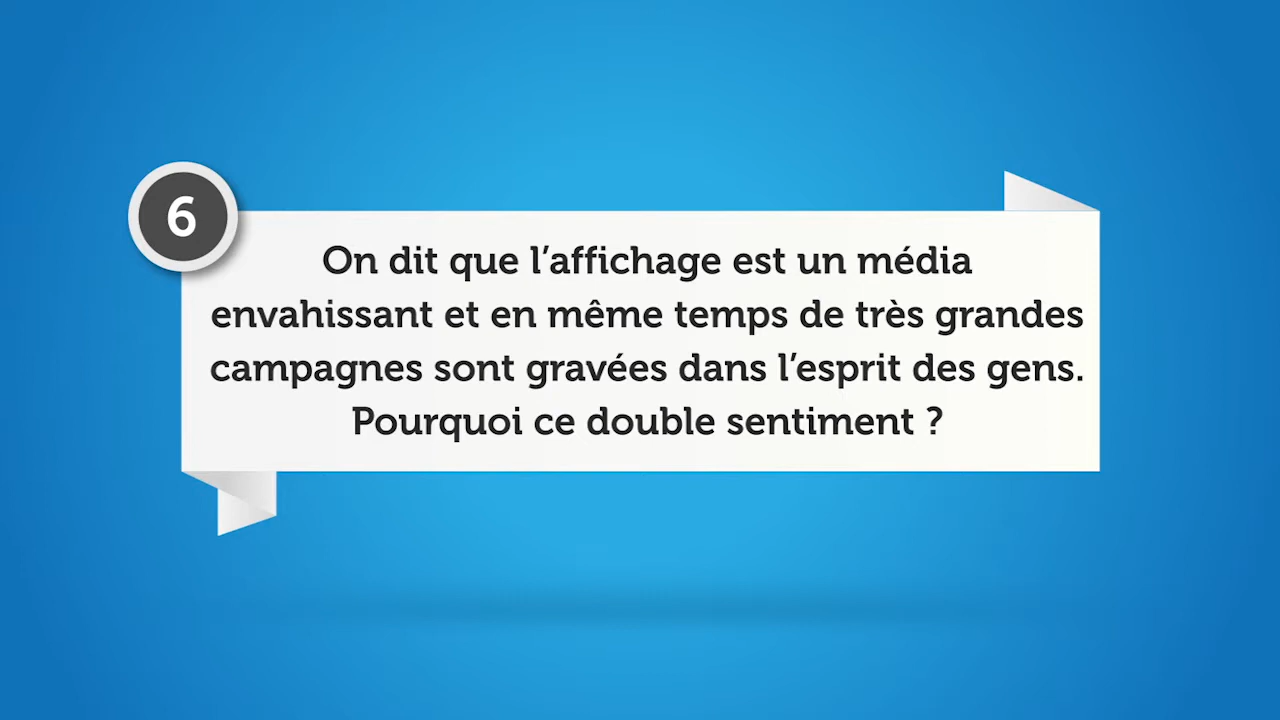 6
On dit que l’affichage est un média
envahissant et en même temps de très grandes
campagnes sont gravées dans l’esprit des gens.
Pourquoi ce double sentiment ?